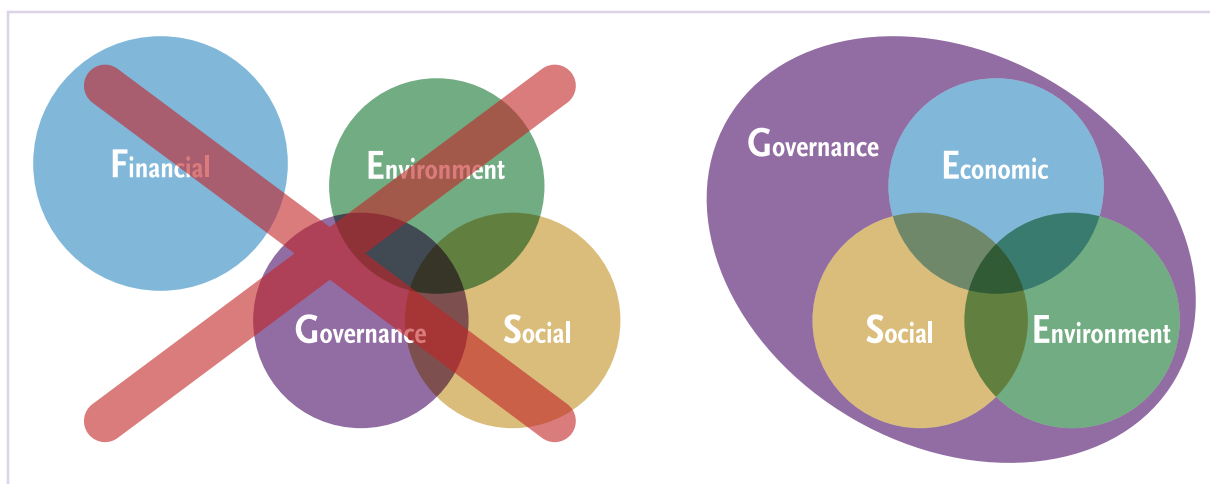 Financial
Environment
Governance
Social
Governance
Economic
Social
Environment